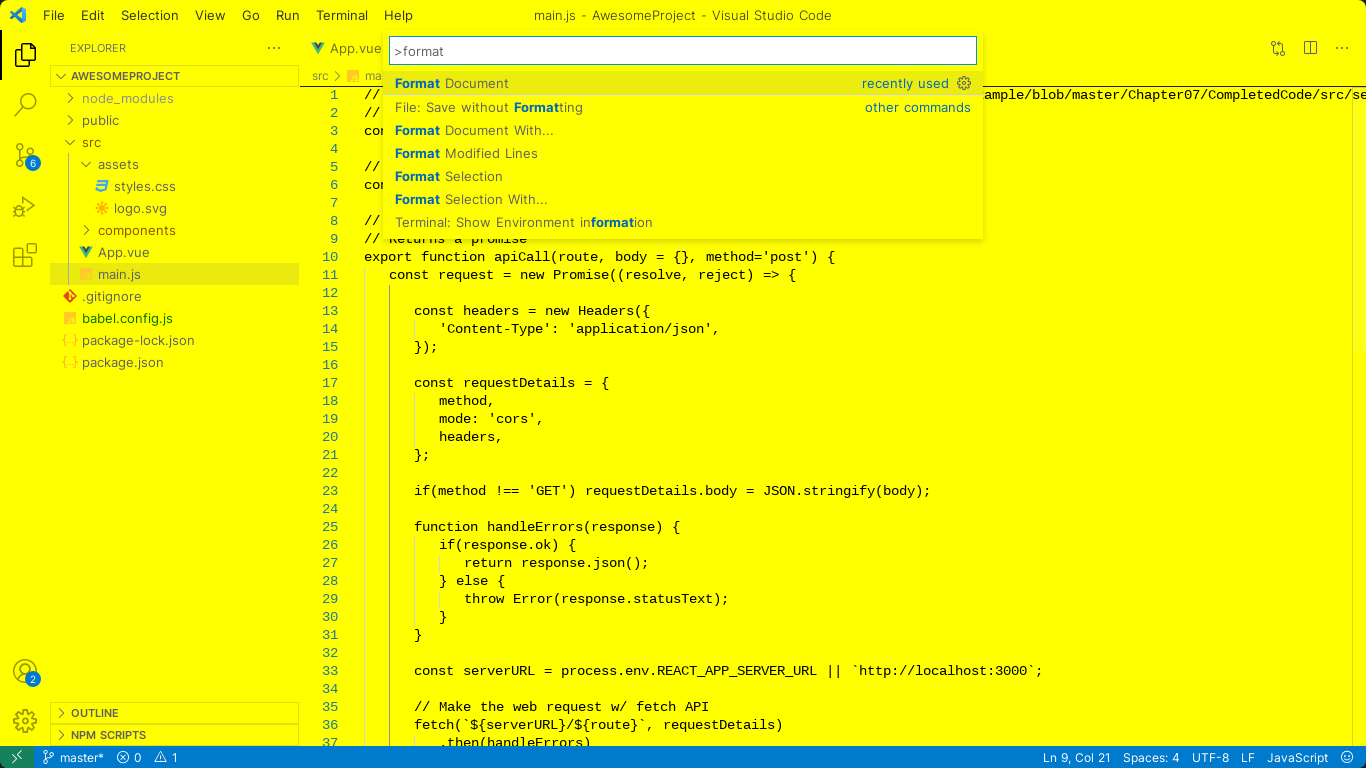 File Edit Selection View Go Run Terminal Help main.js - AwesomeProject - Visual Studio Code
EXPLORER
AWESOMEPROJECT
node_modules
public
src
assets
styles.css
logo.svg
components
App.vue
main.js
.gitignore
babel.config.js
package-lock.json
package.json
OUTLINE
NPM SCRIPTS
6
2
App.vue
src
>format
Format Document recently used
File: Save without Formatting other commands
Format Document With...
Format Modified Lines
Format Selection
Format Selection With...
Terminal: Show Environment information
1 // ample/blob/master/Chapter07/CompletedCode/src/se
2 //
3 con
4
5 //
6 con
7
8 //
9 // Returns a promise
10 export function apiCall(route, body = {}, method='post') {
11 const request = new Promise((resolve, reject) => {
12
13 const headers = new Headers({
14 'Content-Type': 'application/json',
15 });
16
17 const requestDetails = {
18 method,
19 mode: 'cors',
20 headers,
21 };
22
23 if(method !== 'GET') requestDetails.body = JSON.stringify(body);
24
25 function handleErrors(response) {
26 if(response.ok) {
27 return response.json();
28 } else {
29 throw Error(response.statusText);
30 }
31 }
32
33 const serverURL = process.env.REACT_APP_SERVER_URL || `http://localhost:3000`;
34
35 // Make the web request w/ fetch API
36 fetch(`${serverURL}/${route}`, requestDetails)
37 .then(handleErrors)
master* 0 1 Ln 9, Col 21 Spaces: 4 UTF-8 LF JavaScript